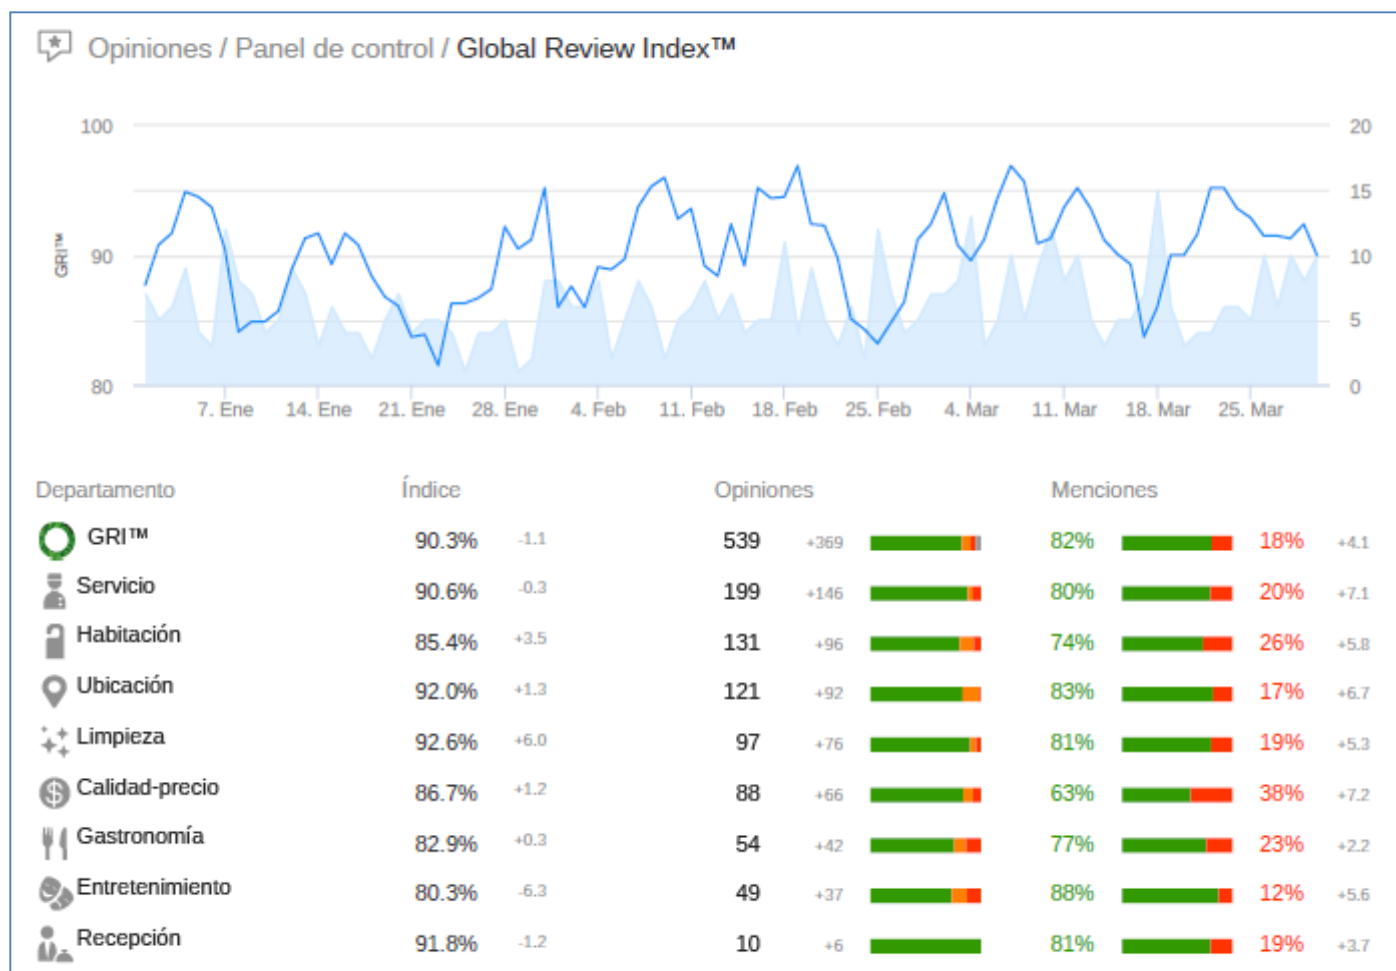 Opiniones / Panel de control / Global Review Index™
100 20
15
90 10
5
80 0
GRI™
7. Ene 14. Ene 21. Ene 28. Ene 4. Feb 11. Feb 18. Feb 25. Feb 4. Mar 11. Mar 18. Mar 25. Mar
Departamento Índice Opiniones Menciones
GRI™ 90.3% -1.1 539 +369 82% 18% +4.1
Servicio 90.6% -0.3 199 +146 80% 20% +7.1
Habitación 85.4% +3.5 131 +96 74% 26% +5.8
Ubicación 92.0% +1.3 121 +92 83% 17% +6.7
Limpieza 92.6% +6.0 97 +76 81% 19% +5.3
Calidad-precio 86.7% +1.2 88 +66 63% 38% +7.2
Gastronomía 82.9% +0.3 54 +42 77% 23% +2.2
Entretenimiento 80.3% -6.3 49 +37 88% 12% +5.6
Recepción 91.8% -1.2 10 +6 81% 19% +3.7